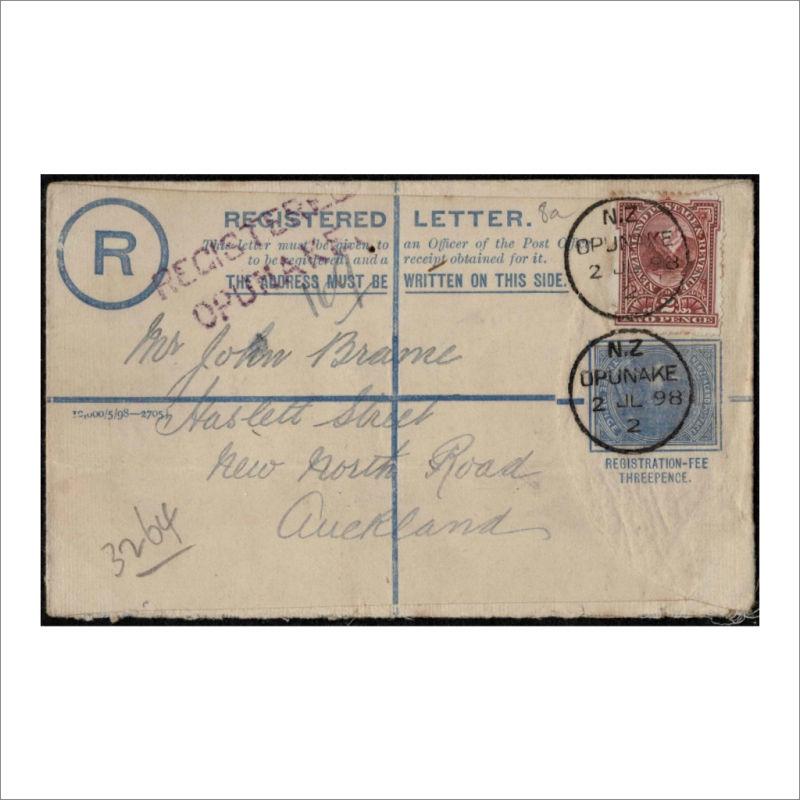 R
REGISTERED LETTER. 8a
This letter must be given to an Officer of the Post
to be registered, and a receipt obtained for it.
THE ADDRESS MUST BE WRITTEN ON THIS SIDE.
REGISTERED
OPUNAKE
N.Z
OPUNAKE
2 JL 98
2
TWO PENCE
N.Z
OPUNAKE
2 JL 98
2
REGISTRATION-FEE
THREEPENCE.
Mr John Brame
Haslett Street
New North Road
Auckland
3264